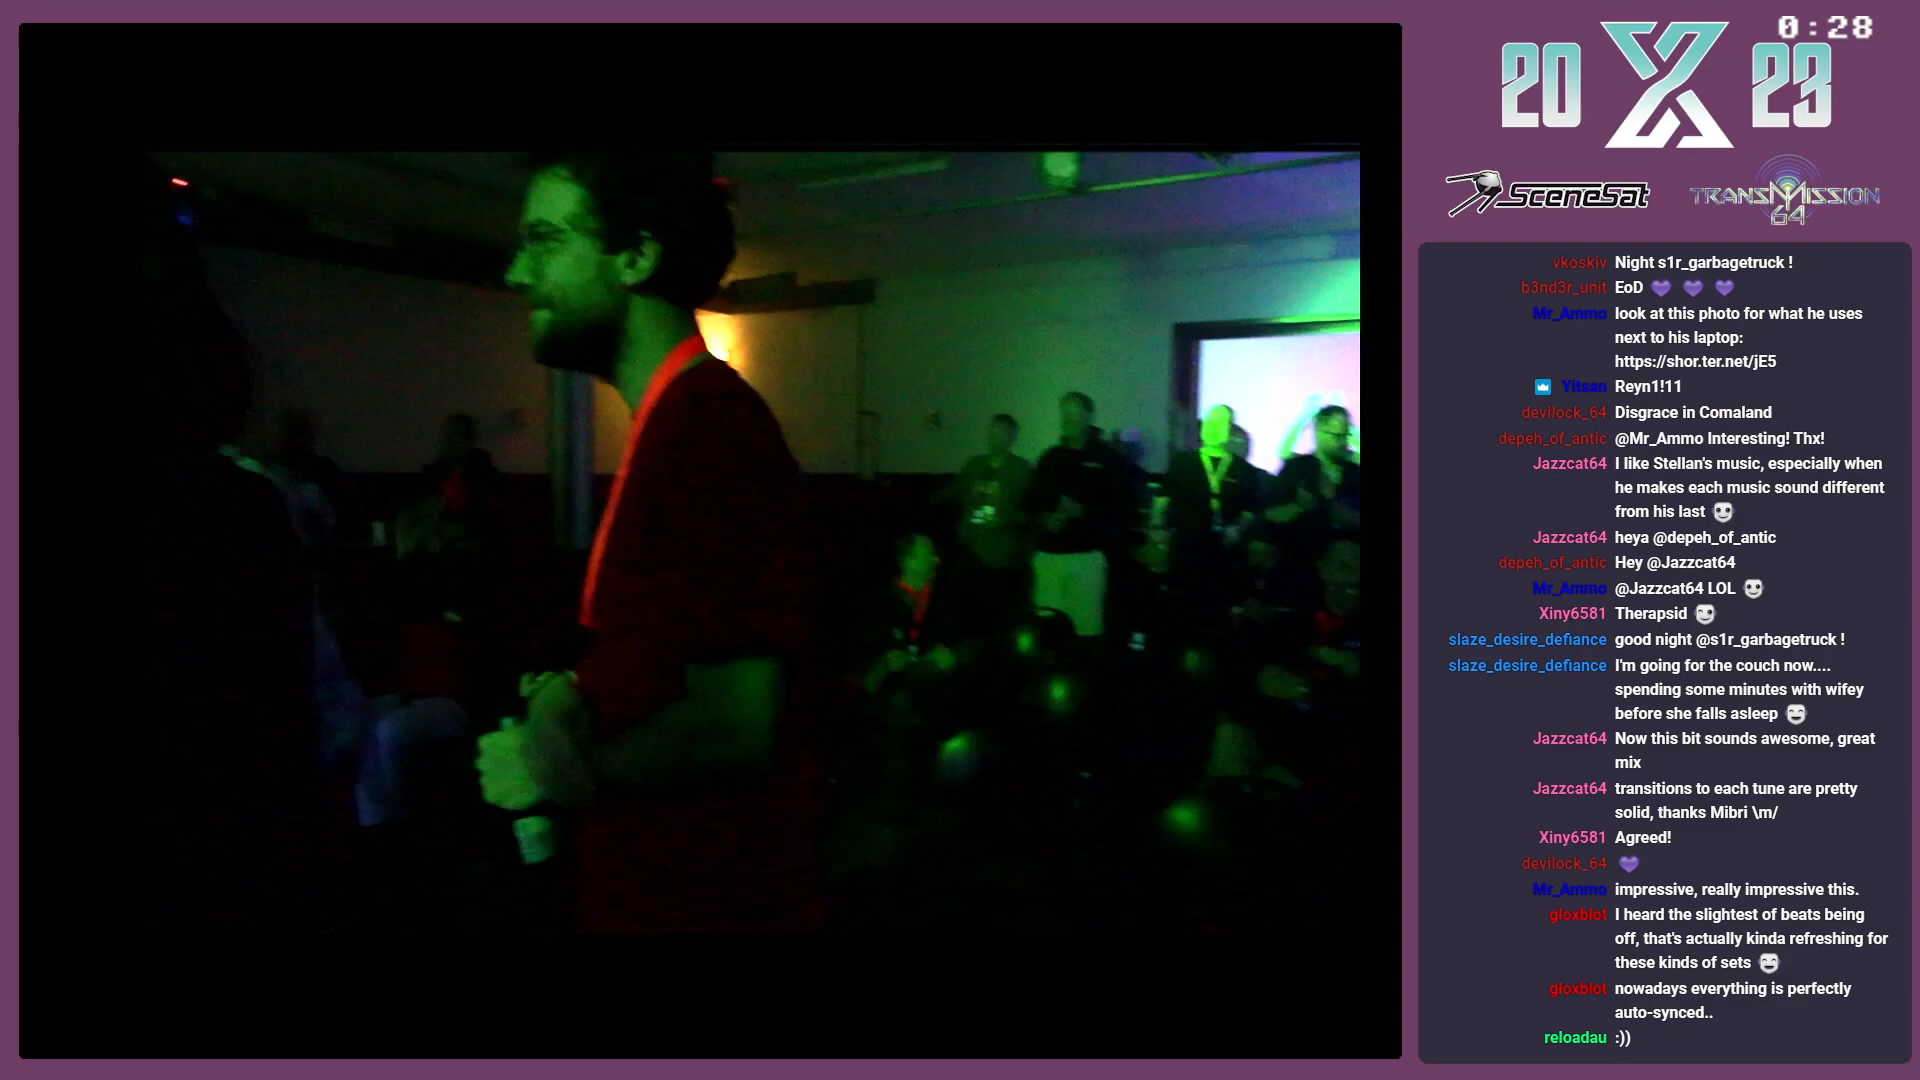 0:28
20 X 23
SceneSat
TRANSMISSION
64
vkoskiv Night s1r_garbagetruck !
b3nd3r_unit EoD
Mr_Ammo look at this photo for what he uses
next to his laptop:
https://shor.ter.net/jE5
Yitsan Reyn1!11
devilock_64 Disgrace in Comaland
depeh_of_antic @Mr_Ammo Interesting! Thx!
Jazzcat64 I like Stellan's music, especially when
he makes each music sound different
from his last
Jazzcat64 heya @depeh_of_antic
depeh_of_antic Hey @Jazzcat64
Mr_Ammo @Jazzcat64 LOL
Xiny6581 Therapsid
slaze_desire_defiance good night @s1r_garbagetruck !
slaze_desire_defiance I'm going for the couch now....
spending some minutes with wifey
before she falls asleep
Jazzcat64 Now this bit sounds awesome, great
mix
Jazzcat64 transitions to each tune are pretty
solid, thanks Mibri \m/
Xiny6581 Agreed!
devilock_64
Mr_Ammo impressive, really impressive this.
gloxblot I heard the slightest of beats being
off, that's actually kinda refreshing for
these kinds of sets
gloxblot nowadays everything is perfectly
auto-synced..
reloadau :))